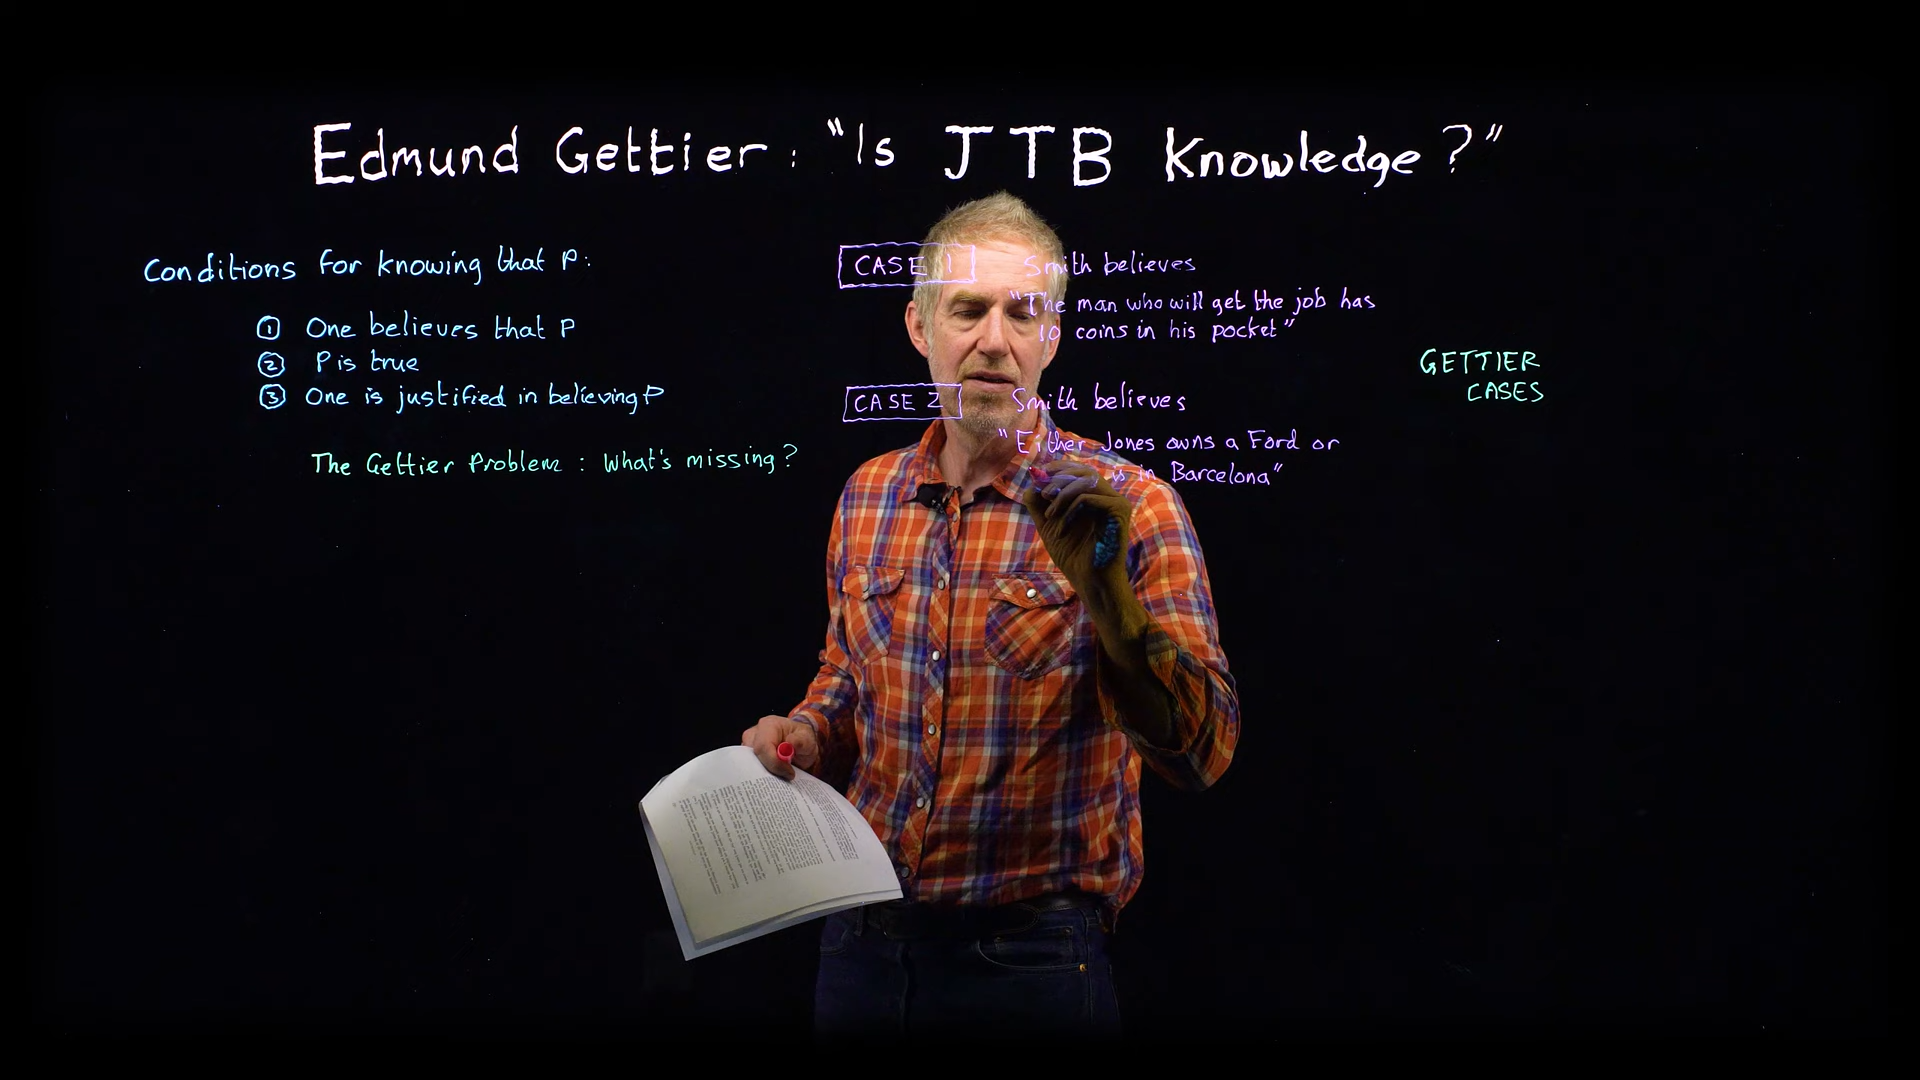 Edmund Gettier: "Is JTB Knowledge?"
Conditions for knowing that P:
① One believes that P
② P is true
③ One is justified in believing P
The Gettier Problem: What's missing?
CASE 1
Smith believes
"The man who will get the job has
10 coins in his pocket"
CASE 2
Smith believes
"Either Jones owns a Ford or
is in Barcelona"
GETTIER
CASES